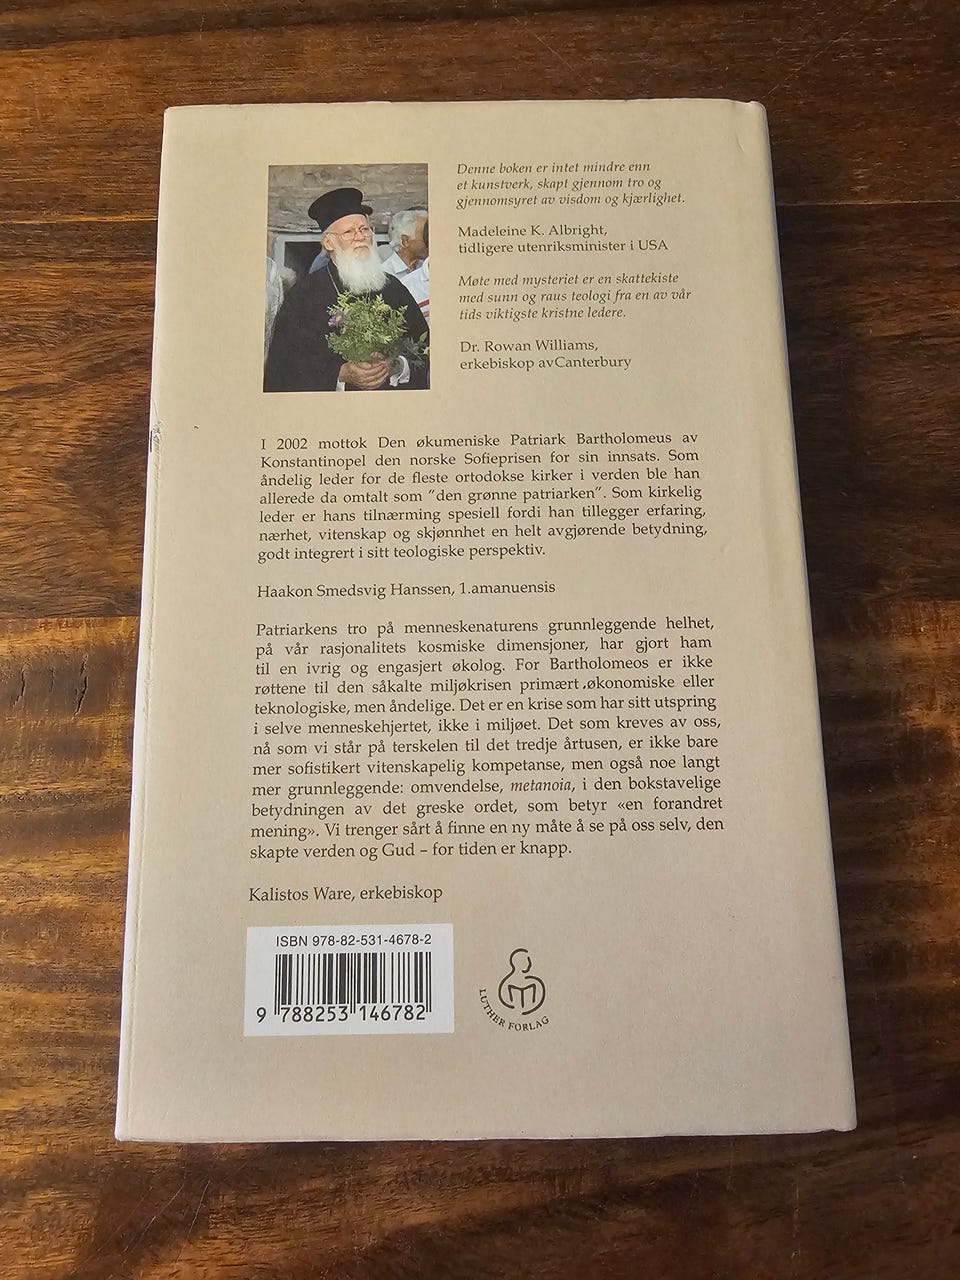 Denne boken er intet mindre enn
et kunstverk, skapt gjennom tro og
gjennomsyret av visdom og kjærlighet.
Madeleine K. Albright,
tidligere utenriksminister i USA
Møte med mysteriet er en skattekiste
med sunn og raus teologi fra en av vår
tids viktigste kristne ledere.
Dr. Rowan Williams,
erkebiskop avCanterbury
I 2002 mottok Den økumeniske Patriark Bartholomeus av
Konstantinopel den norske Sofieprisen for sin innsats. Som
åndelig leder for de fleste ortodokse kirker i verden ble han
allerede da omtalt som ”den grønne patriarken”. Som kirkelig
leder er hans tilnærming spesiell fordi han tillegger erfaring,
nærhet, vitenskap og skjønnhet en helt avgjørende betydning,
godt integrert i sitt teologiske perspektiv.
Haakon Smedsvig Hanssen, 1.amanuensis
Patriarkens tro på menneskenaturens grunnleggende helhet,
på vår rasjonalitets kosmiske dimensjoner, har gjort ham
til en ivrig og engasjert økolog. For Bartholomeos er ikke
røttene til den såkalte miljøkrisen primært økonomiske eller
teknologiske, men åndelige. Det er en krise som har sitt utspring
i selve menneskehjertet, ikke i miljøet. Det som kreves av oss,
nå som vi står på terskelen til det tredje årtusen, er ikke bare
mer sofistikert vitenskapelig kompetanse, men også noe langt
mer grunnleggende: omvendelse, metanoia, i den bokstavelige
betydningen av det greske ordet, som betyr «en forandret
mening». Vi trenger sårt å finne en ny måte å se på oss selv, den
skapte verden og Gud – for tiden er knapp.
Kalistos Ware, erkebiskop
ISBN 978-82-531-4678-2
9 788253 146782
LUTHER FORLAG